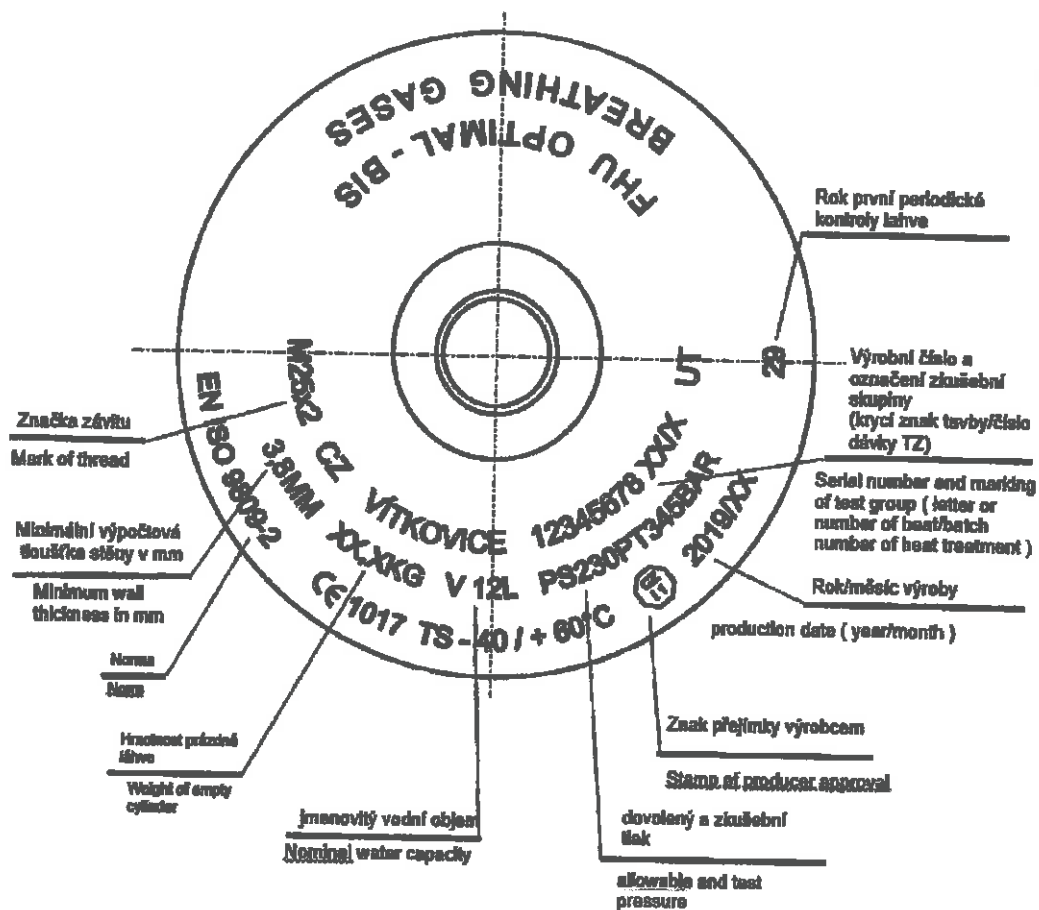 BREATHING GASES
FHU OPTIMAL - BIS
Rok první periodické
kontroly lahve
29
5
Výrobní číslo a
označení zkušební
skupiny
(krycí znak tavby/číslo
dávky TZ)
Serial number and marking
of test group ( letter or
number of heat/batch
number of heat treatment )
Značka závitu
Mark of thread
Minimální výpočtová
tloušťka stěny v mm
Minimum wall
thickness in mm
Norma
Norm
Hmotnost prázdné
láhve
Weight of empty
cylinder
jmenovitý vodní objem
Nominal water capacity
M25x2 CZ VÍTKOVICE 12345678 XX/X
3,8MM XX,XKG V 12L PS230PT345BAR
EN ISO 9809-2 CE 1017 TS - 40 / + 60°C 2019/XX
Rok/měsíc výroby
production date ( year/month )
Znak přejímky výrobcem
Stamp of producer approval
dovolený a zkušební
tlak
allowable and test
pressure